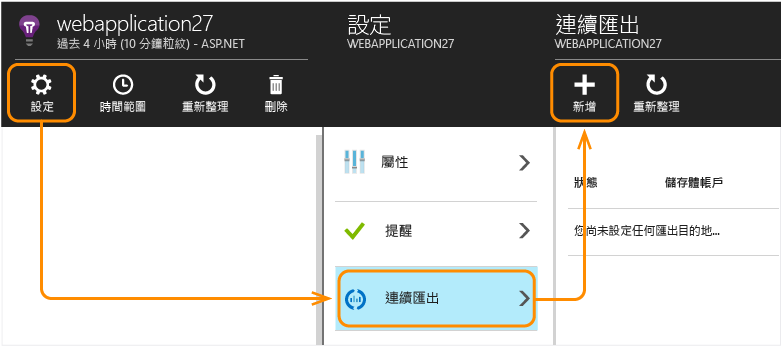 webapplication27
過去 4 小時 (10 分鐘粒紋) - ASP.NET
設定
時間範圍
重新整理
刪除
設定
WEBAPPLICATION27
屬性
提醒
連續匯出
連續匯出
WEBAPPLICATION27
新增
重新整理
狀態
儲存體帳戶
您尚未設定任何匯出目的地...